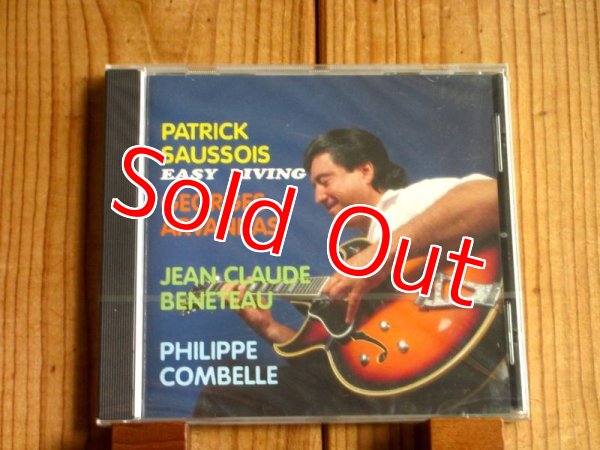 PATRICK
SAUSSOIS
EASY
JEAN CLAUDE
BENETEAU
PHILIPPE
COMBELLE
Sold Out